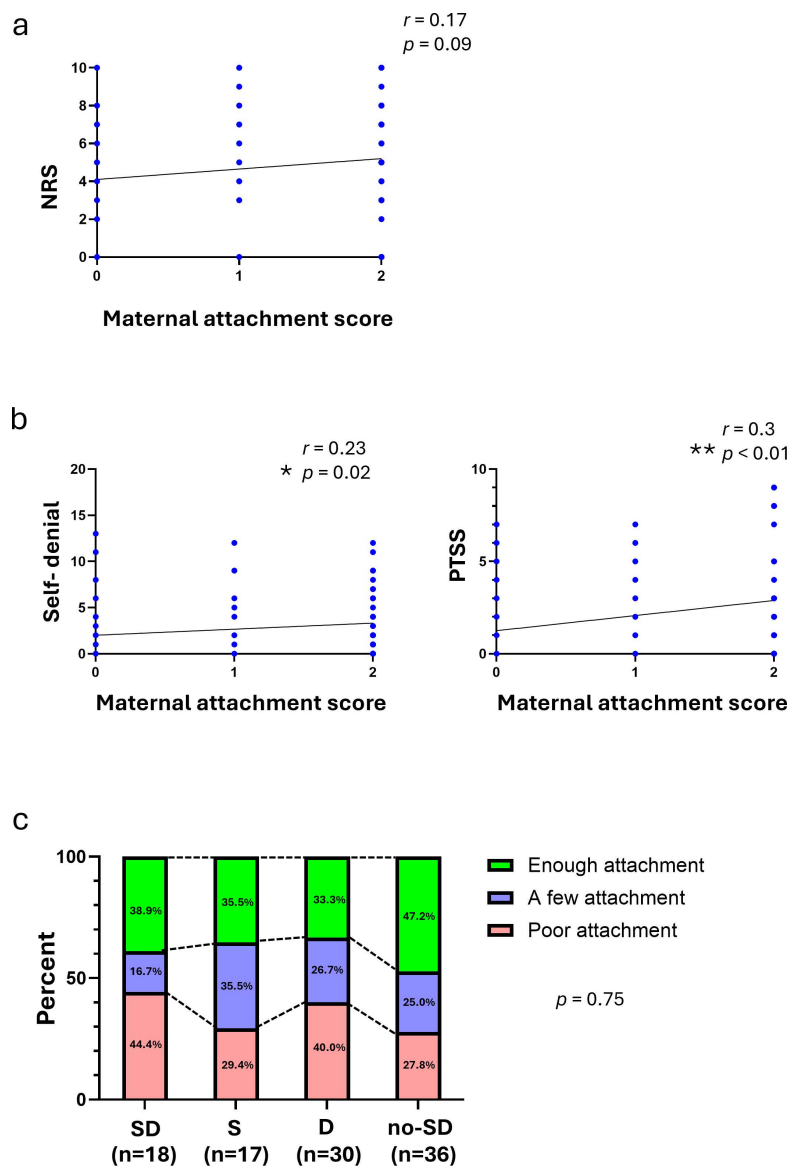 a
r = 0.17
p = 0.09
10
8
6
4
2
0
NRS
0 1 2
Maternal attachment score
b
r = 0.23
* p = 0.02
20
15
10
5
0
Self- denial
0 1 2
Maternal attachment score
r = 0.3
** p < 0.01
10
5
0
PTSS
0 1 2
Maternal attachment score
c
100
50
0
Percent
38.9% 35.5% 33.3% 47.2%
16.7% 35.5% 26.7% 25.0%
44.4% 29.4% 40.0% 27.8%
SD S D no-SD
(n=18) (n=17) (n=30) (n=36)
Enough attachment
A few attachment
Poor attachment
p = 0.75